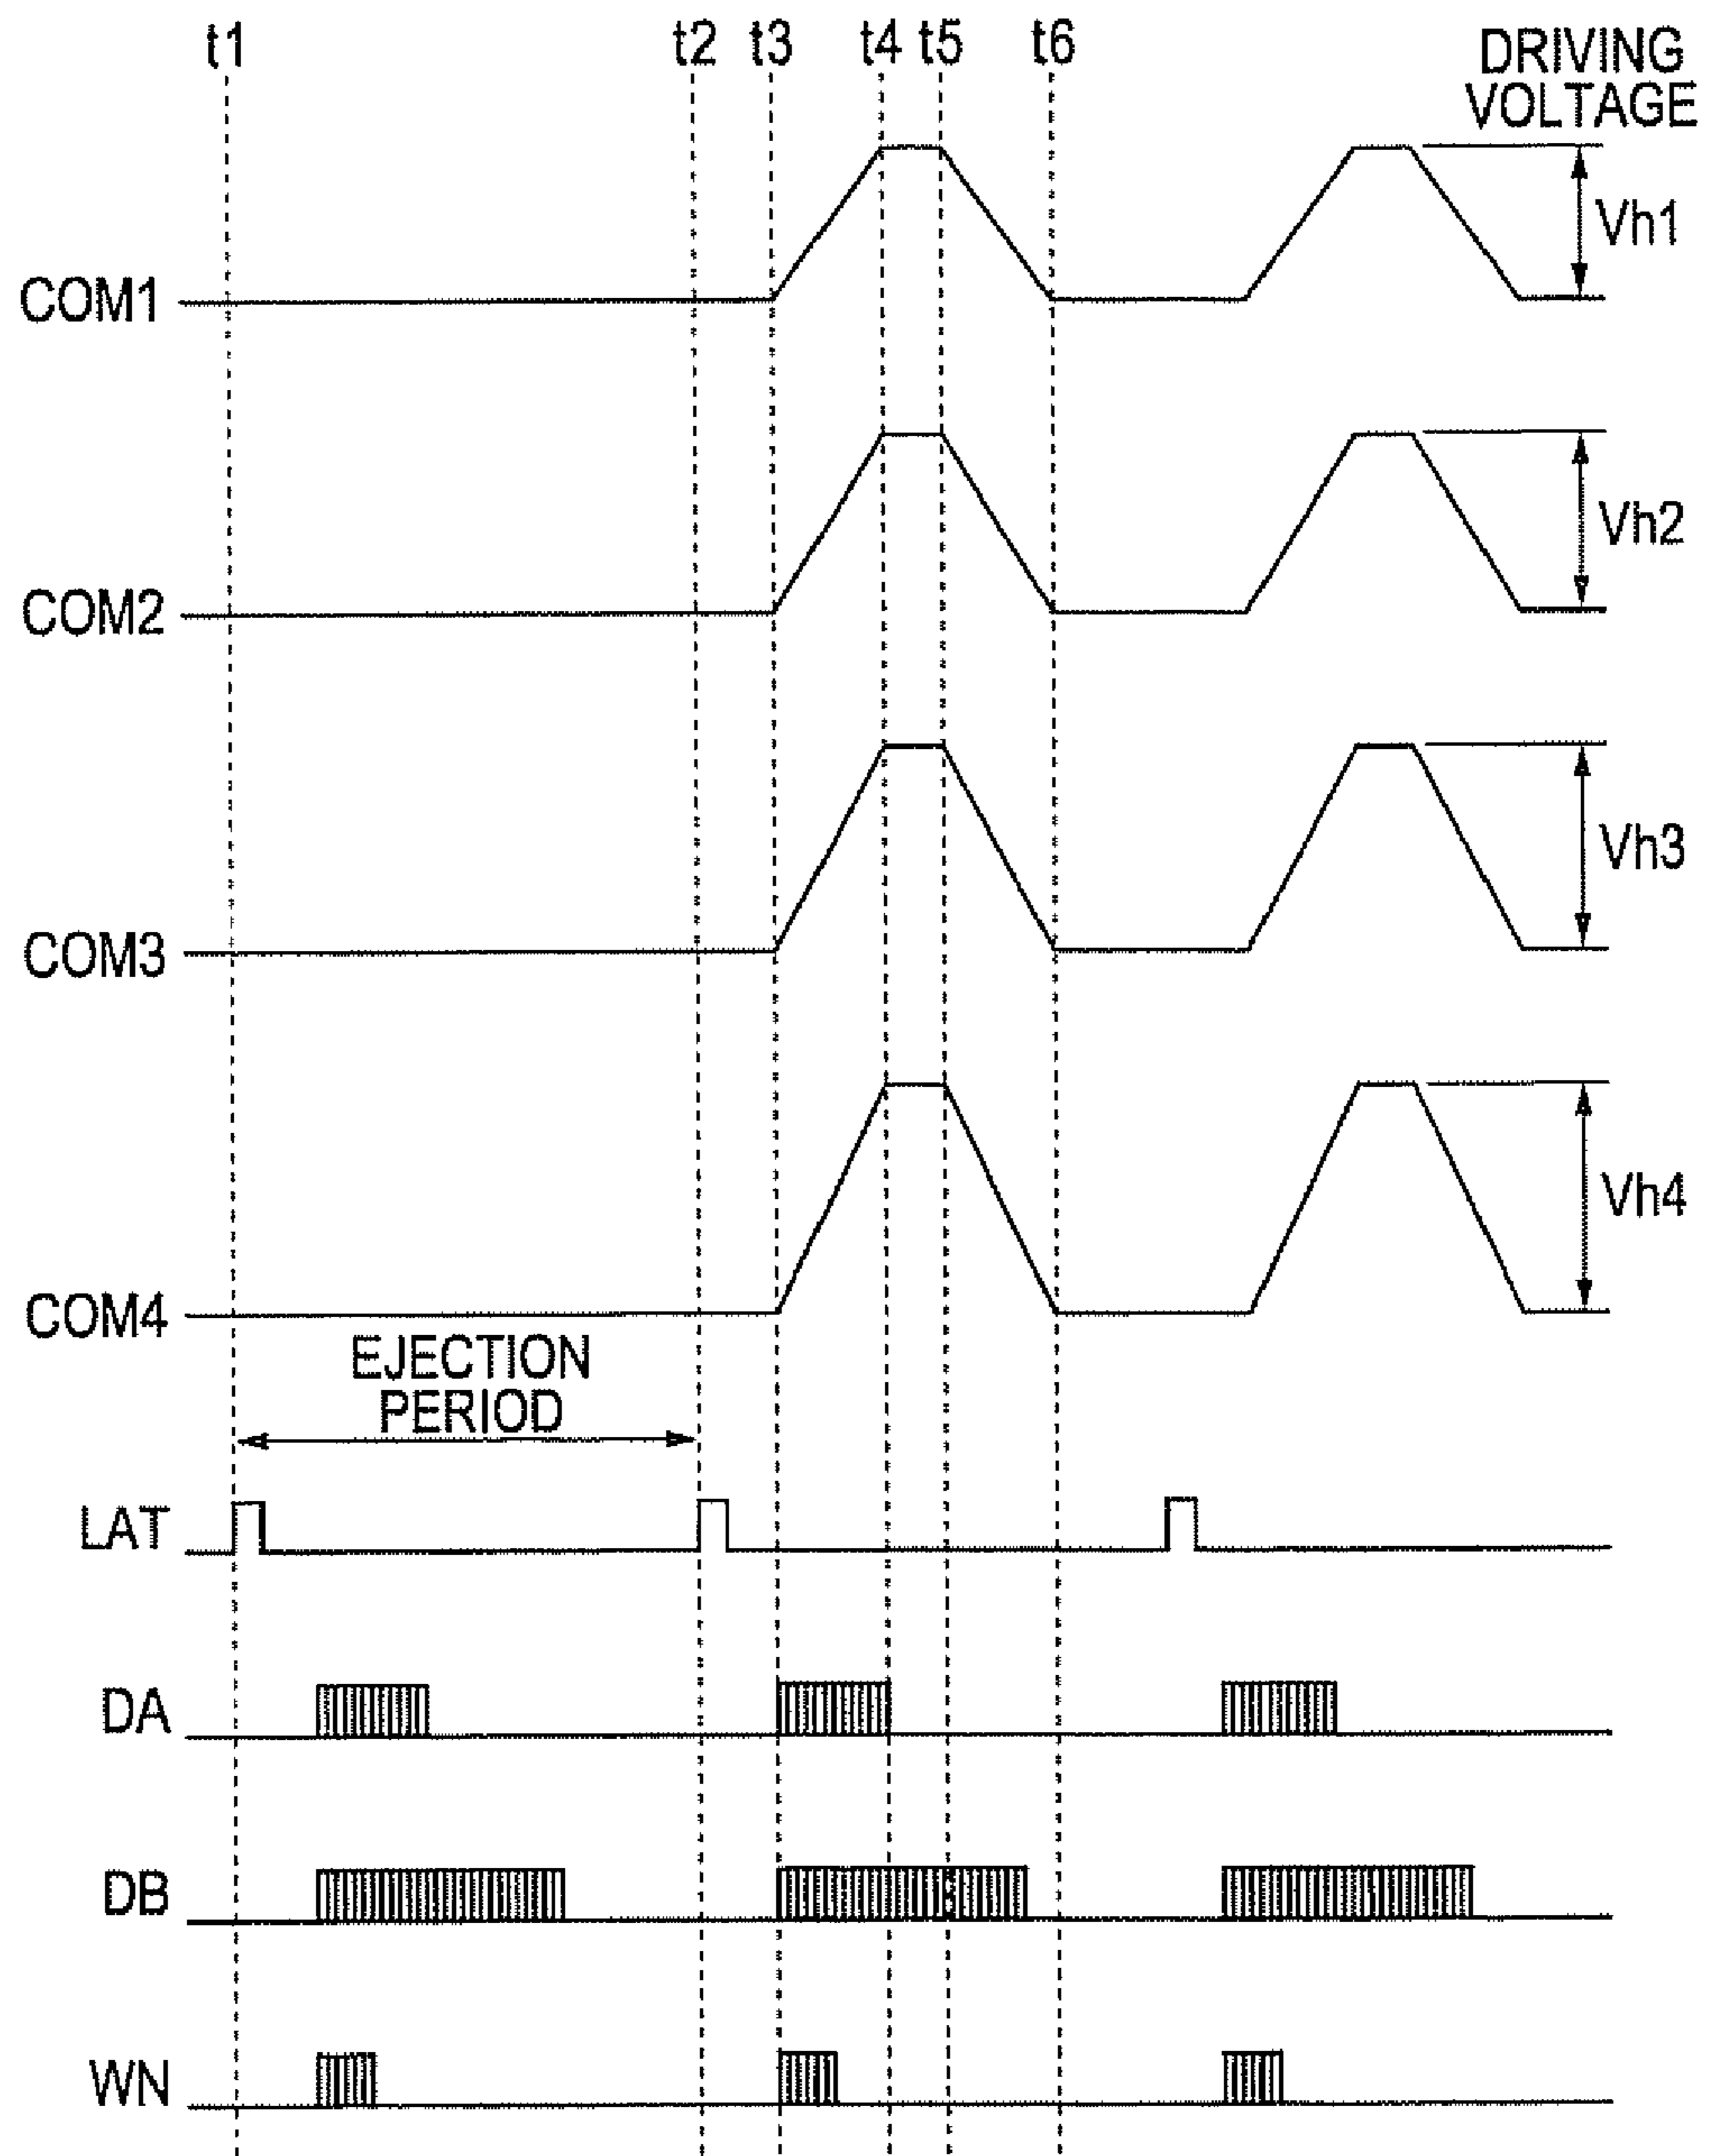 t1 t2 t3 t4 t5 t6
DRIVING
VOLTAGE
Vh1
COM1
Vh2
COM2
Vh3
COM3
Vh4
COM4
EJECTION
PERIOD
LAT
DA
DB
WN